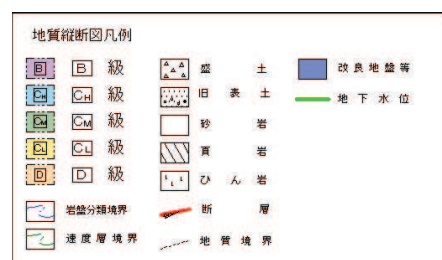 地質縦断図凡例
B B 級
CH CH 級
CM CM 級
CL CL 級
D D 級
岩盤分類境界
速度層境界
盛土
旧表土
砂岩
頁岩
ひん岩
断層
地質境界
改良地盤等
地下水位